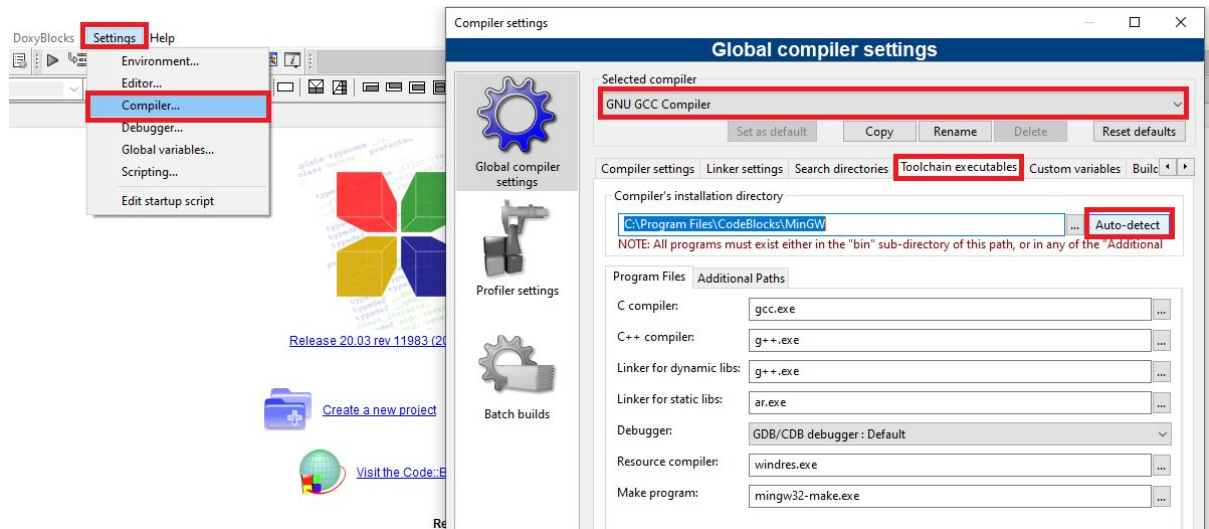 DoxyBlocks Settings Help
Environment...
Editor...
Compiler...
Debugger...
Global variables...
Scripting...
Edit startup script
Release 20.03 rev 11983 (20
Create a new project
Visit the Code::B
Re
Compiler settings
Global compiler settings
Global compiler
settings
Profiler settings
Batch builds
Selected compiler
GNU GCC Compiler
Set as default Copy Rename Delete Reset defaults
Compiler settings Linker settings Search directories Toolchain executables Custom variables Builc
Compiler's installation directory
C:\Program Files\CodeBlocks\MinGW ... Auto-detect
NOTE: All programs must exist either in the "bin" sub-directory of this path, or in any of the "Additional
Program Files Additional Paths
C compiler: gcc.exe ...
C++ compiler: g++.exe ...
Linker for dynamic libs: g++.exe ...
Linker for static libs: ar.exe ...
Debugger: GDB/CDB debugger : Default
Resource compiler: windres.exe ...
Make program: mingw32-make.exe ...